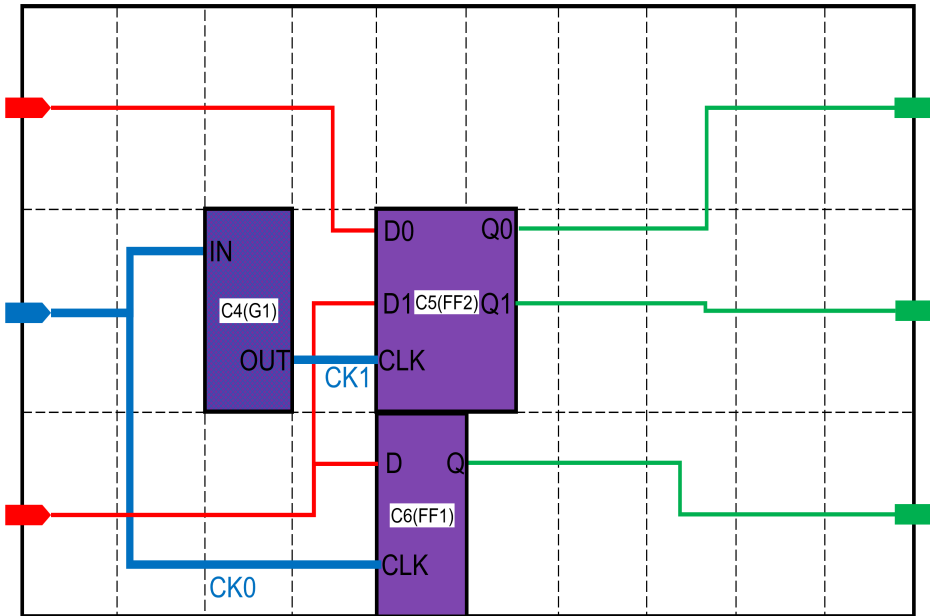 D0
Q0
IN
C4(G1)
D1
C5(FF2)
Q1
OUT
CLK
CK1
D
Q
C6(FF1)
CLK
CK0